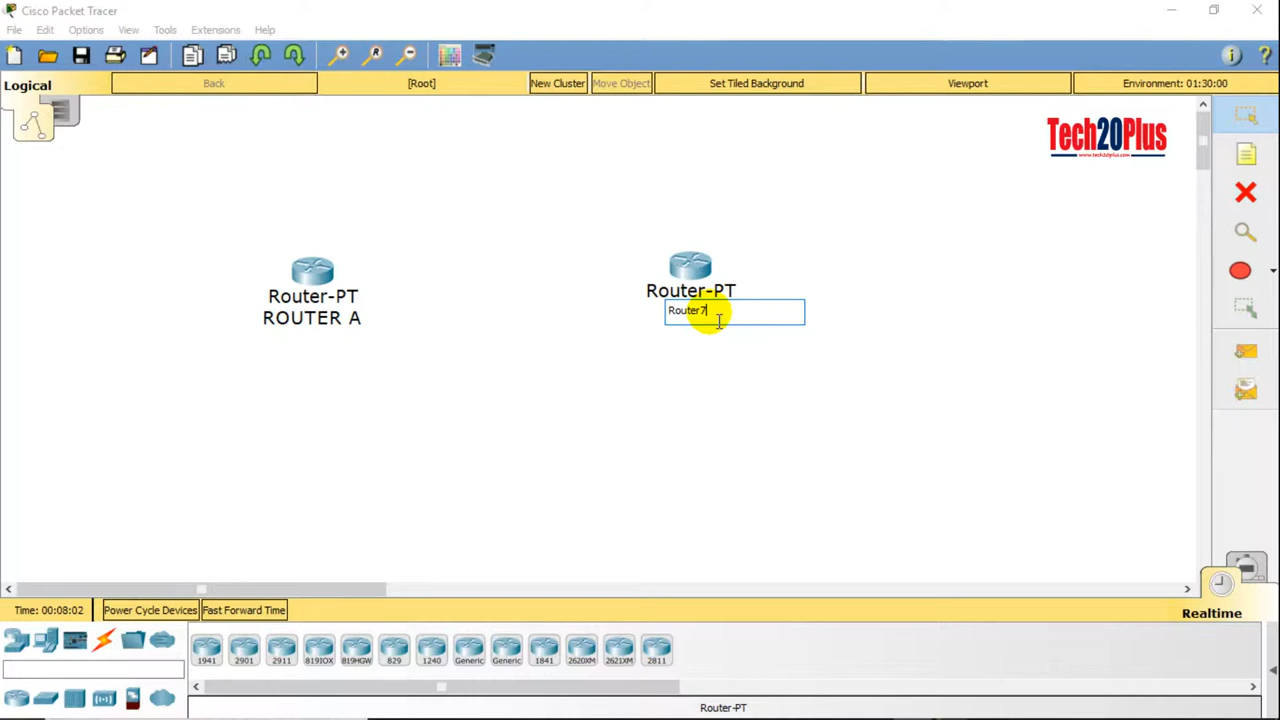 Cisco Packet Tracer
File Edit Options View Tools Extensions Help
Logical Back [Root] New Cluster Move Object Set Tiled Background Viewport Environment: 01:30:00
Tech20Plus
www.tech20plus.com
Router-PT
ROUTER A
Router-PT
Router7
Time: 00:08:02 Power Cycle Devices Fast Forward Time
Realtime
1941 2901 2911 819IOX 819HGW 829 1240 Generic Generic 1841 2620XM 2621XM 2811
Router-PT